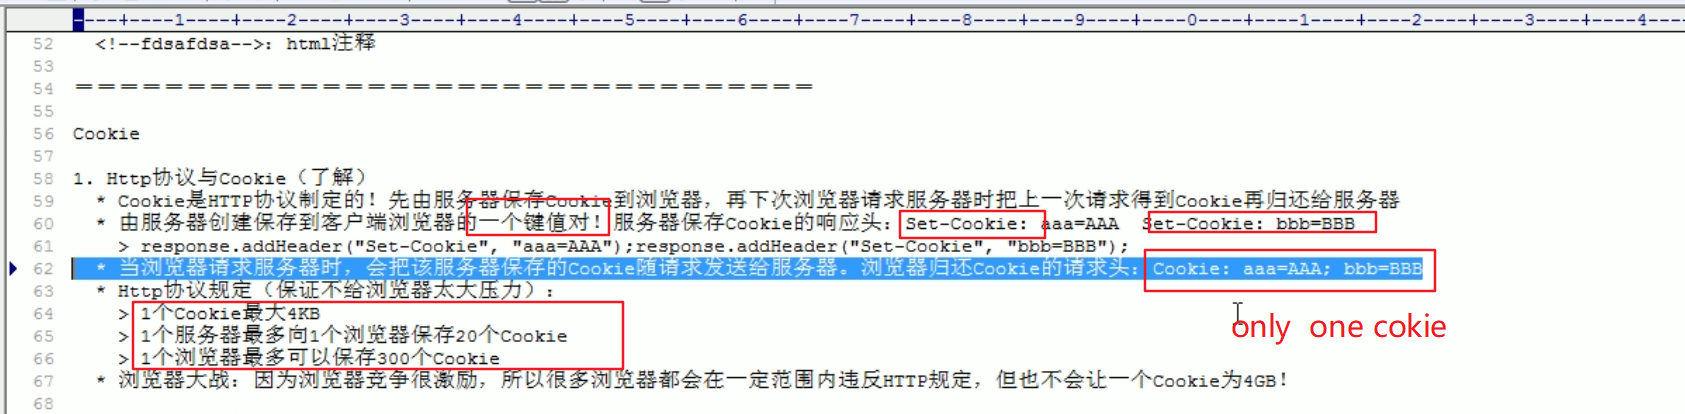 ----+----1----+----2----+----3----+----4----+----5----+----6----+----7----+----8----+----9----+----0----+----1----+----2----+----3----+----4--
52 <!--fdsafdsa-->: html注释
53
54 =================================
55
56 Cookie
57
58 1. Http协议与Cookie（了解）
59 * Cookie是HTTP协议制定的！先由服务器保存Cookie到浏览器，再下次浏览器请求服务器时把上一次请求得到Cookie再归还给服务器
60 * 由服务器创建保存到客户端浏览器的一个键值对！服务器保存Cookie的响应头：Set-Cookie: aaa=AAA Set-Cookie: bbb=BBB
61 > response.addHeader("Set-Cookie", "aaa=AAA");response.addHeader("Set-Cookie", "bbb=BBB");
62 * 当浏览器请求服务器时，会把该服务器保存的Cookie随请求发送给服务器。浏览器归还Cookie的请求头：Cookie: aaa=AAA; bbb=BBB
63 * Http协议规定（保证不给浏览器太大压力）：
64 > 1个Cookie最大4KB
65 > 1个服务器最多向1个浏览器保存20个Cookie
66 > 1个浏览器最多可以保存300个Cookie
only one cokie
67 * 浏览器大战：因为浏览器竞争很激励，所以很多浏览器都会在一定范围内违反HTTP规定，但也不会让一个Cookie为4GB！
68